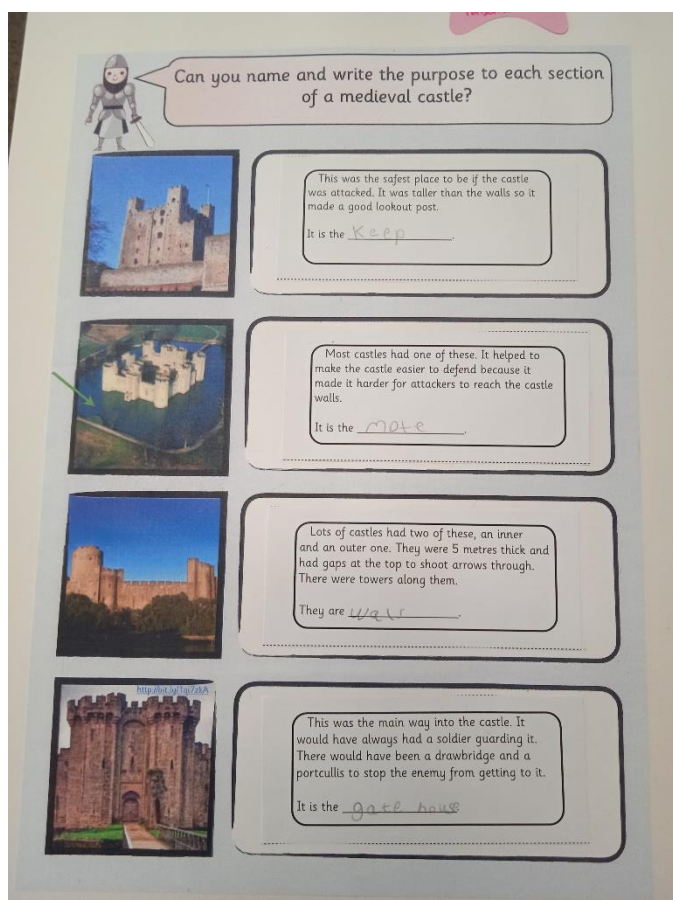 Can you name and write the purpose to each section
of a medieval castle?
This was the safest place to be if the castle
was attacked. It was taller than the walls so it
made a good lookout post.
It is the Keep.
Most castles had one of these. It helped to
make the castle easier to defend because it
made it harder for attackers to reach the castle
walls.
It is the mote.
Lots of castles had two of these, an inner
and an outer one. They were 5 metres thick and
had gaps at the top to shoot arrows through.
There were towers along them.
They are .
http://bit.ly/1qi7zkA
This was the main way into the castle. It
would have always had a soldier guarding it.
There would have been a drawbridge and a
portcullis to stop the enemy from getting to it.
It is the gate house